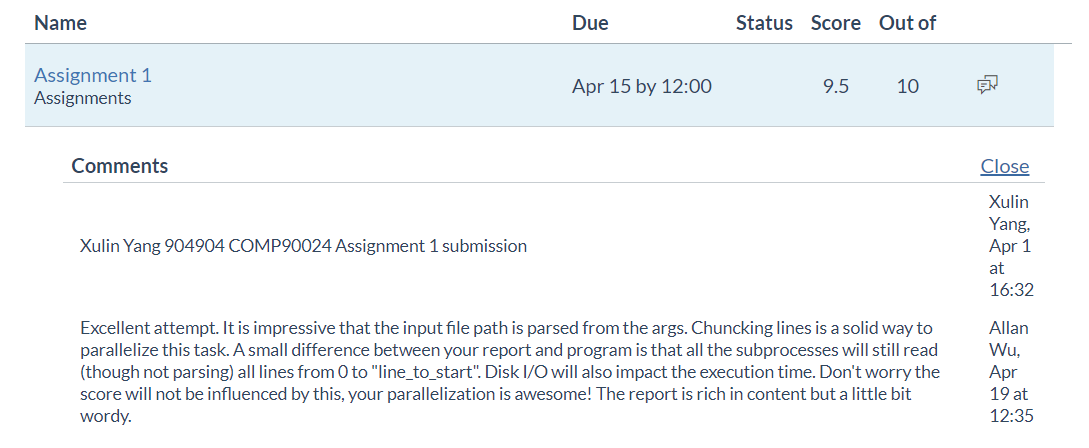 Name Due Status Score Out of
Assignment 1
Assignments
Apr 15 by 12:00 9.5 10
Comments Close
Xulin Yang 904904 COMP90024 Assignment 1 submission
Xulin
Yang,
Apr 1
at
16:32
Excellent attempt. It is impressive that the input file path is parsed from the args. Chuncking lines is a solid way to
parallelize this task. A small difference between your report and program is that all the subprocesses will still read
(though not parsing) all lines from 0 to "line_to_start". Disk I/O will also impact the execution time. Don't worry the
score will not be influenced by this, your parallelization is awesome! The report is rich in content but a little bit
wordy.
Allan
Wu,
Apr
19 at
12:35